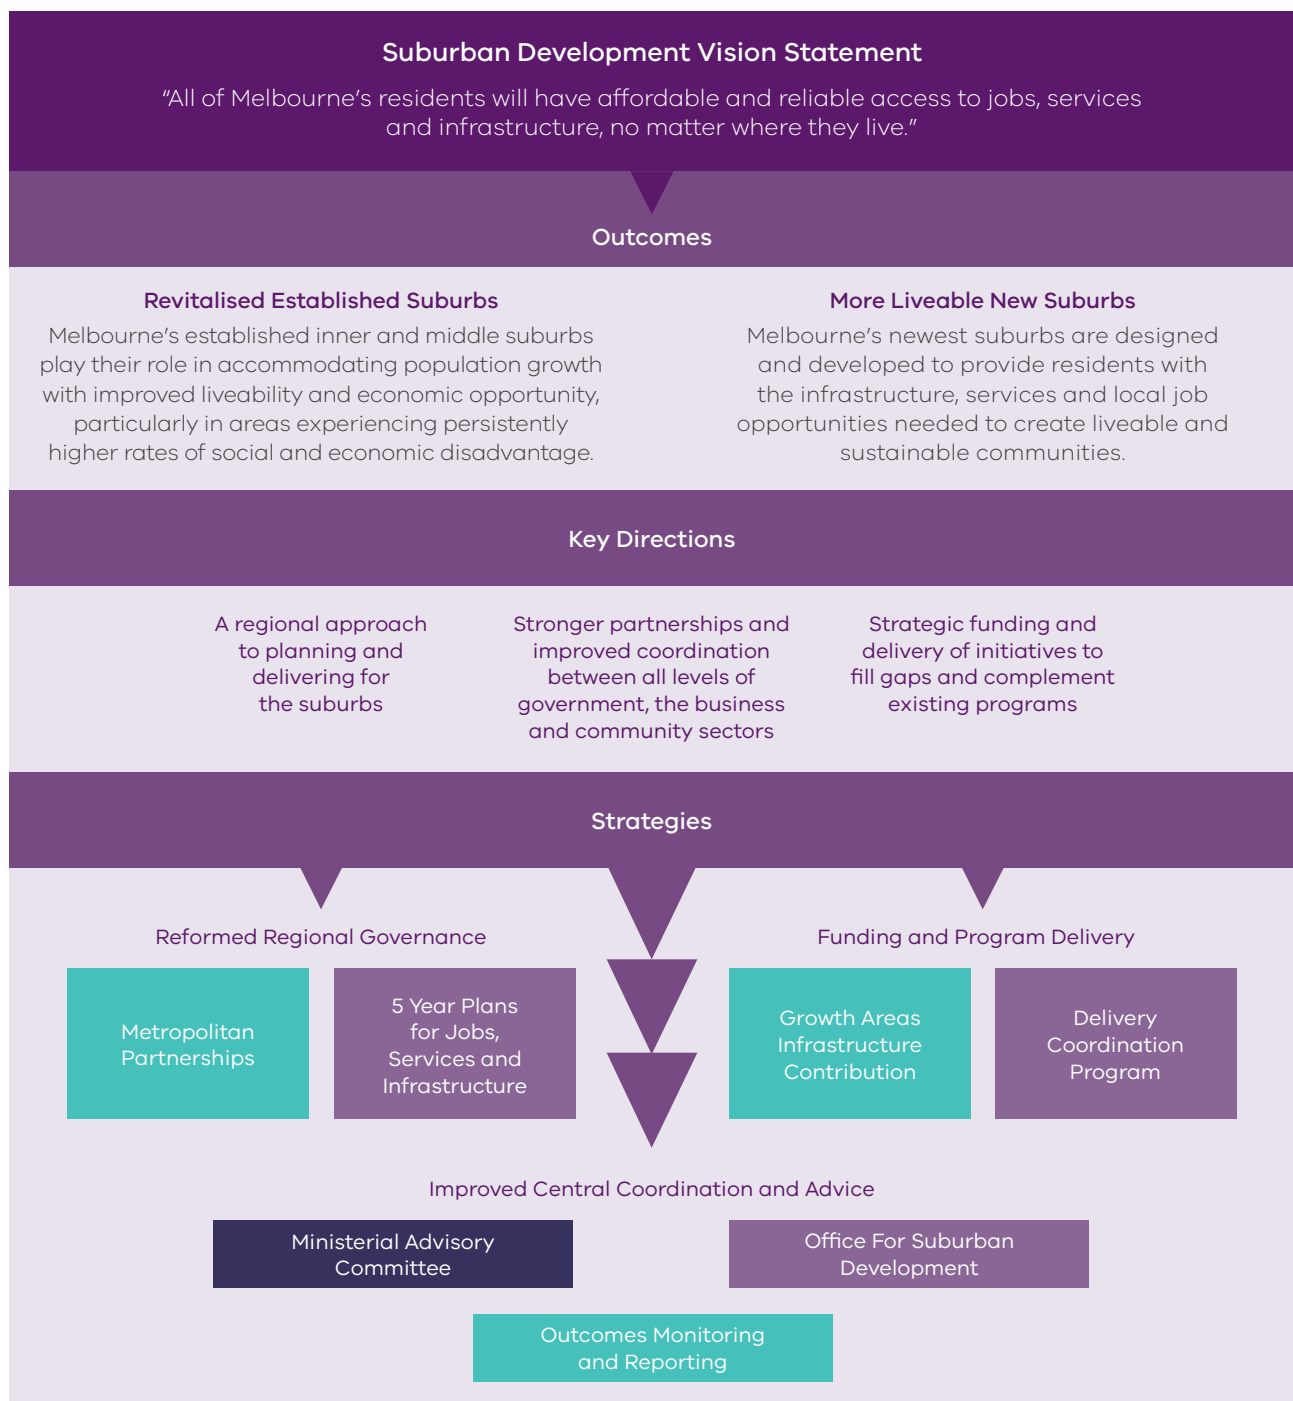 Suburban Development Vision Statement
“All of Melbourne’s residents will have affordable and reliable access to jobs, services
and infrastructure, no matter where they live.”
Outcomes
Revitalised Established Suburbs
Melbourne’s established inner and middle suburbs
play their role in accommodating population growth
with improved liveability and economic opportunity,
particularly in areas experiencing persistently
higher rates of social and economic disadvantage.
More Liveable New Suburbs
Melbourne’s newest suburbs are designed
and developed to provide residents with
the infrastructure, services and local job
opportunities needed to create liveable and
sustainable communities.
Key Directions
A regional approach
to planning and
delivering for
the suburbs
Stronger partnerships and
improved coordination
between all levels of
government, the business
and community sectors
Strategic funding and
delivery of initiatives to
fill gaps and complement
existing programs
Strategies
Reformed Regional Governance
Metropolitan
Partnerships
5 Year Plans
for Jobs,
Services and
Infrastructure
Funding and Program Delivery
Growth Areas
Infrastructure
Contribution
Delivery
Coordination
Program
Improved Central Coordination and Advice
Ministerial Advisory
Committee
Office For Suburban
Development
Outcomes Monitoring
and Reporting